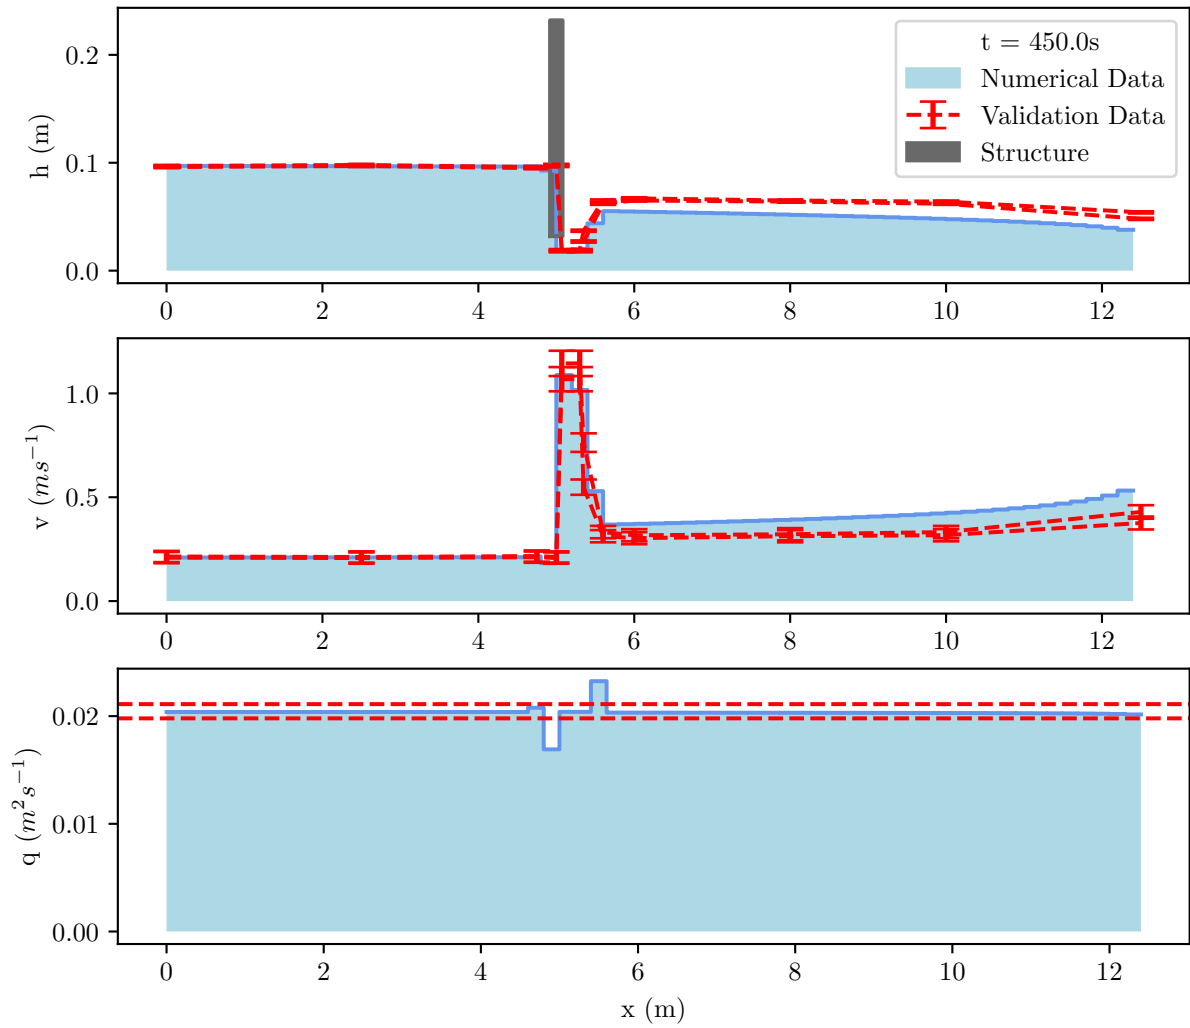 h (m)
0.2
0.1
0.0
t = 450.0s
Numerical Data
Validation Data
Structure
0 2 4 6 8 10 12
v (ms⁻¹)
1.0
0.5
0.0
0 2 4 6 8 10 12
q (m²s⁻¹)
0.02
0.01
0.00
0 2 4 6 8 10 12
x (m)